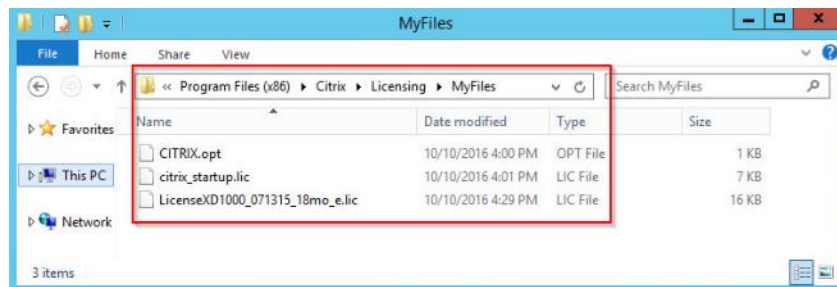 MyFiles
File Home Share View
« Program Files (x86) ▸ Citrix ▸ Licensing ▸ MyFiles Search MyFiles
Favorites
This PC
Network
Name Date modified Type Size
CITRIX.opt 10/10/2016 4:00 PM OPT File 1 KB
citrix_startup.lic 10/10/2016 4:01 PM LIC File 7 KB
LicenseXD1000_071315_18mo_e.lic 10/10/2016 4:29 PM LIC File 16 KB
3 items